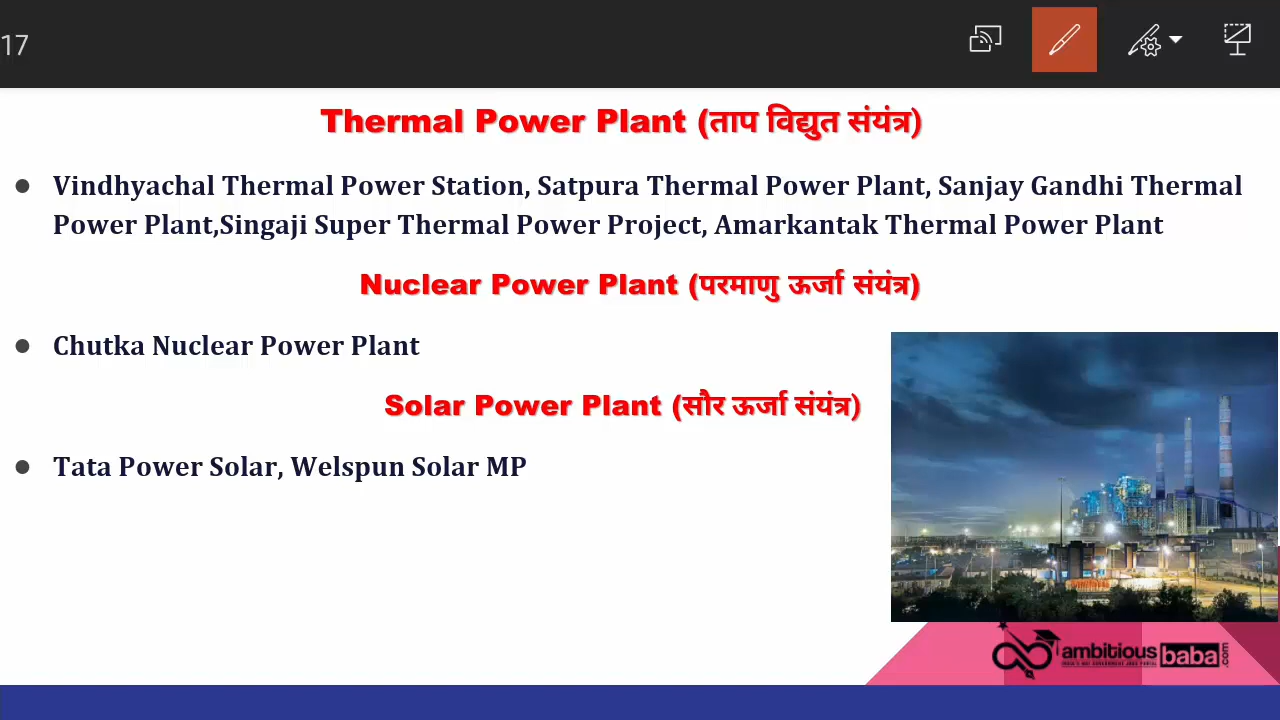 17
Thermal Power Plant (ताप विद्युत संयंत्र)
Vindhyachal Thermal Power Station, Satpura Thermal Power Plant, Sanjay Gandhi Thermal
Power Plant,Singaji Super Thermal Power Project, Amarkantak Thermal Power Plant
Nuclear Power Plant (परमाणु ऊर्जा संयंत्र)
Chutka Nuclear Power Plant
Solar Power Plant (सौर ऊर्जा संयंत्र)
Tata Power Solar, Welspun Solar MP
ambitiousbaba.com